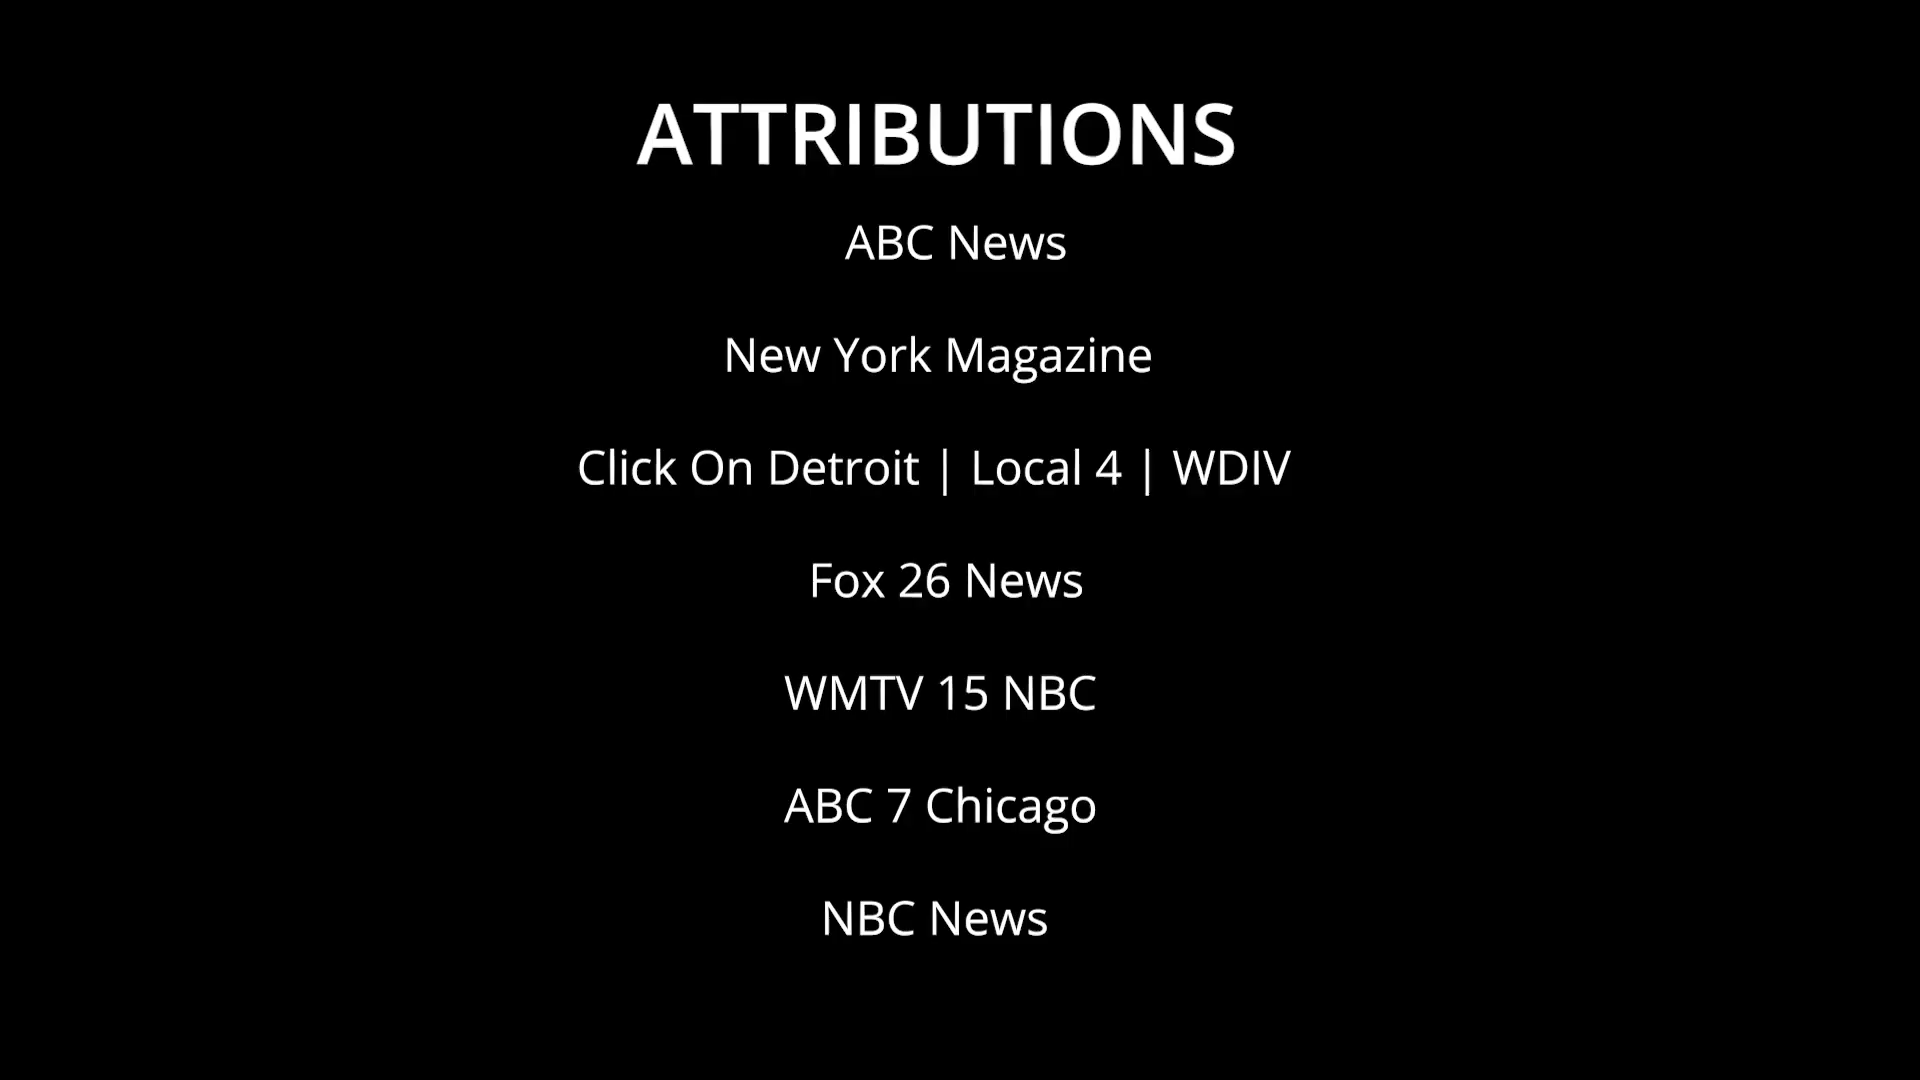 ATTRIBUTIONS
ABC News
New York Magazine
Click On Detroit | Local 4 | WDIV
Fox 26 News
WMTV 15 NBC
ABC 7 Chicago
NBC News